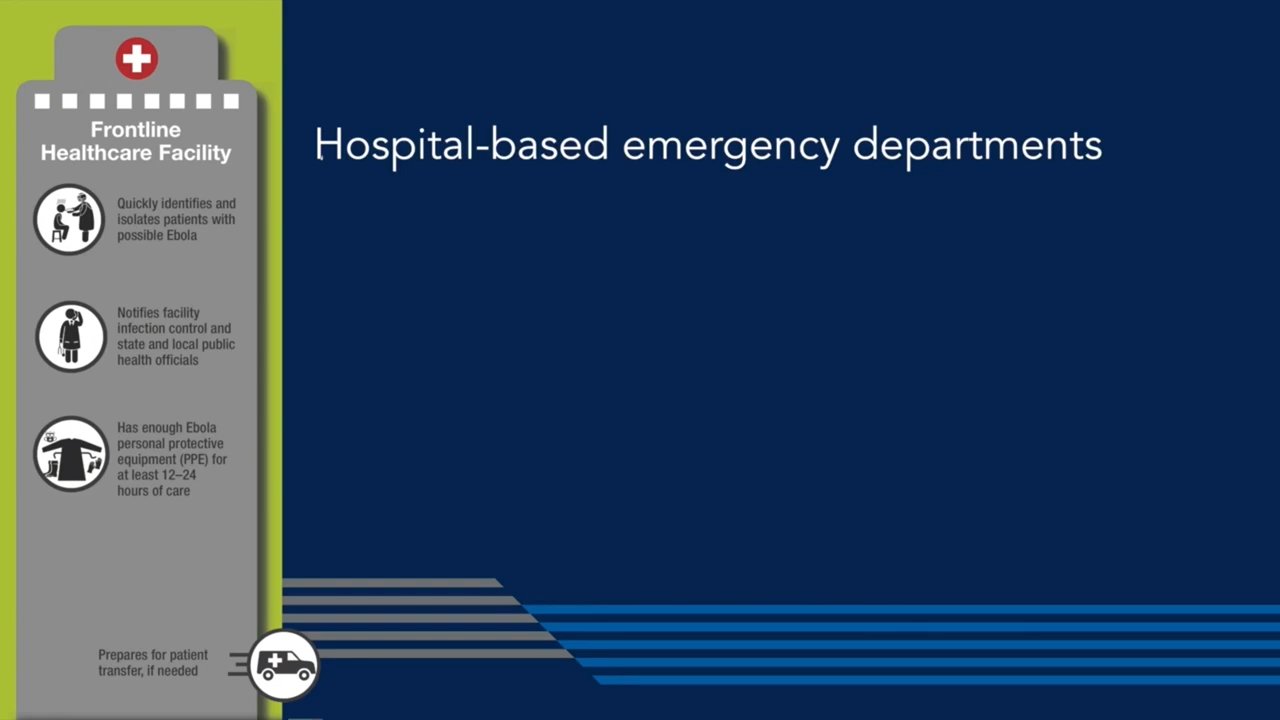 Frontline
Healthcare Facility
Quickly identifies and
isolates patients with
possible Ebola
Notifies facility
infection control and
state and local public
health officials
Has enough Ebola
personal protective
equipment (PPE) for
at least 12–24
hours of care
Prepares for patient
transfer, if needed
Hospital-based emergency departments